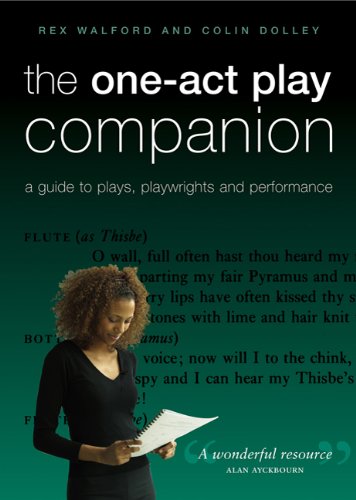 REX WALFORD AND COLIN DOLLEY
the one-act play
companion
a guide to plays, playwrights and performance
FLUTE (as Thisbe)
O wall, full often hast thou heard my
parting my fair Pyramus and m
ry lips have often kissed thy s
tones with lime and hair knit
BOTT
amus)
voice; now will I to the chink,
spy and I can hear my Thisbe's
e!
FL
“A wonderful resource”
ALAN AYCKBOURN